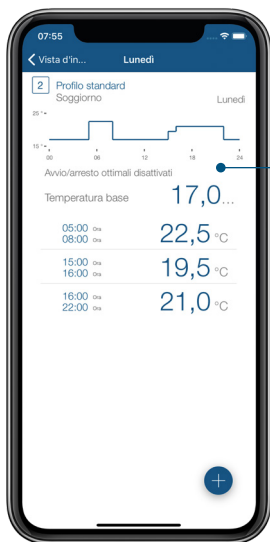 07:55
Vista d'in... Lunedì
2 Profilo standard
Soggiorno Lunedì
25 °
15 °
00 06 12 18 24
Avvio/arresto ottimali disattivati
Temperatura base 17,0...
05:00 Ora
08:00 Ora 22,5 °C
15:00 Ora
16:00 Ora 19,5 °C
16:00 Ora
22:00 Ora 21,0 °C